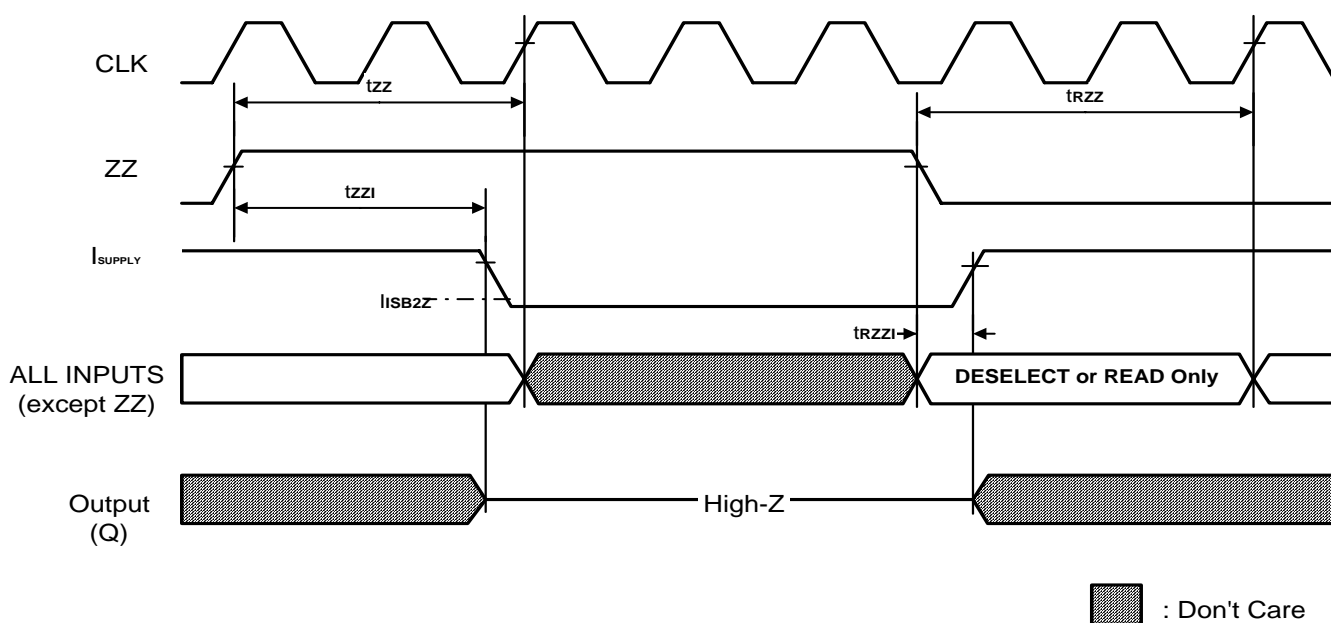 CLK
tZZ
tRZZ
ZZ
tZZI
ISUPPLY
IISB2Z
tRZZI
ALL INPUTS
(except ZZ)
DESELECT or READ Only
Output
(Q)
High-Z
: Don't Care